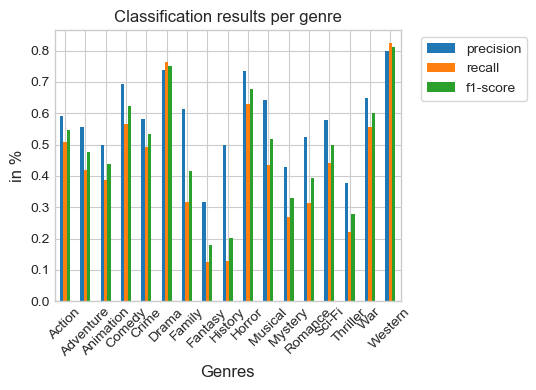 Classification results per genre
precision
recall
f1-score
in %
0.8
0.7
0.6
0.5
0.4
0.3
0.2
0.1
0.0
Action
Adventure
Animation
Comedy
Crime
Drama
Family
Fantasy
History
Horror
Musical
Mystery
Romance
Sci-Fi
Thriller
War
Western
Genres